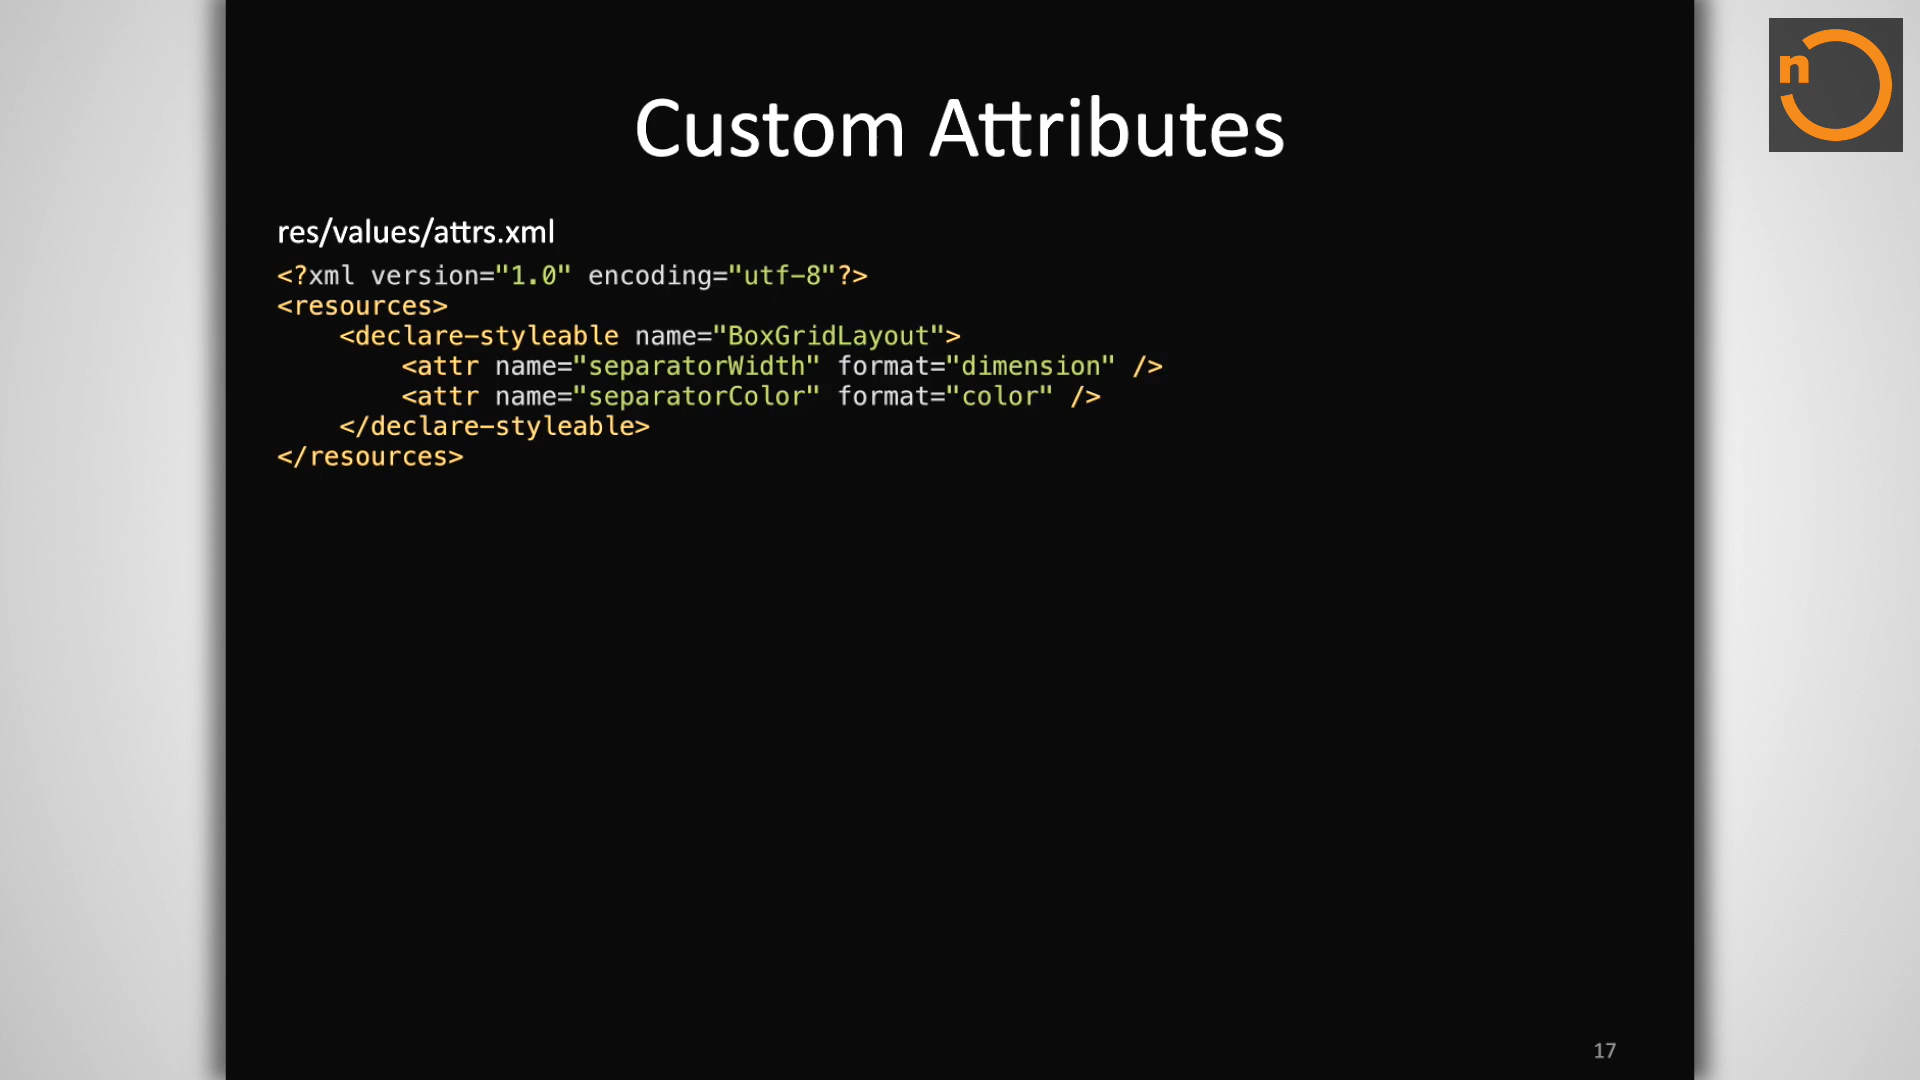 Custom Attributes
res/values/attrs.xml
<?xml version="1.0" encoding="utf-8"?>
<resources>
    <declare-styleable name="BoxGridLayout">
        <attr name="separatorWidth" format="dimension" />
        <attr name="separatorColor" format="color" />
    </declare-styleable>
</resources>
17
n